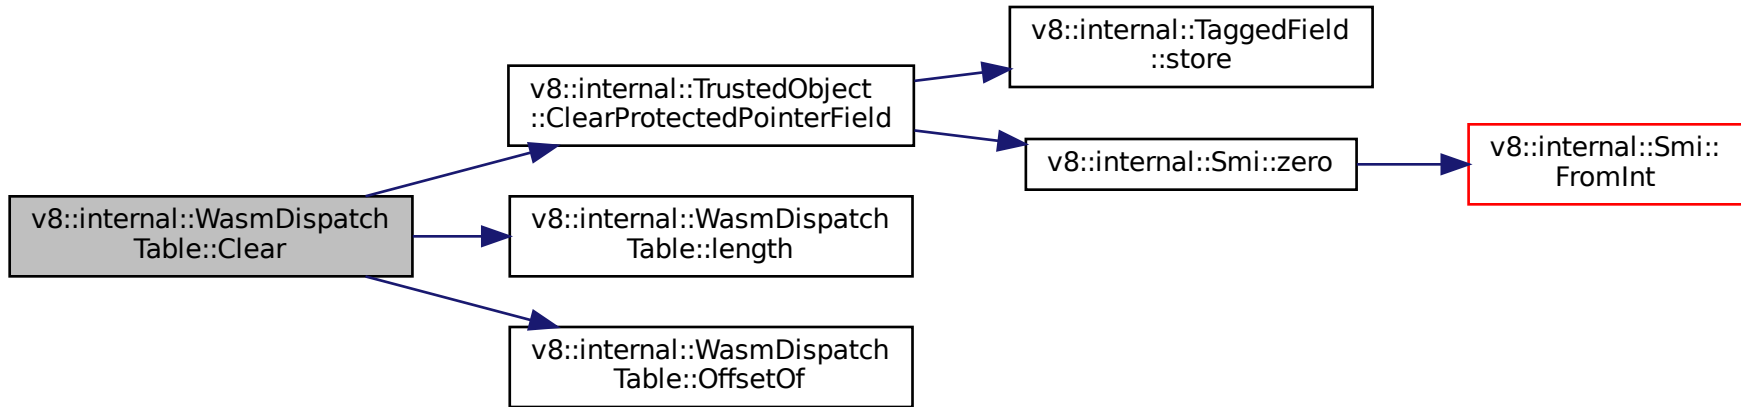 v8::internal::WasmDispatch
Table::Clear
v8::internal::TrustedObject
::ClearProtectedPointerField
v8::internal::TaggedField
::store
v8::internal::Smi::zero
v8::internal::Smi::
FromInt
v8::internal::WasmDispatch
Table::length
v8::internal::WasmDispatch
Table::OffsetOf